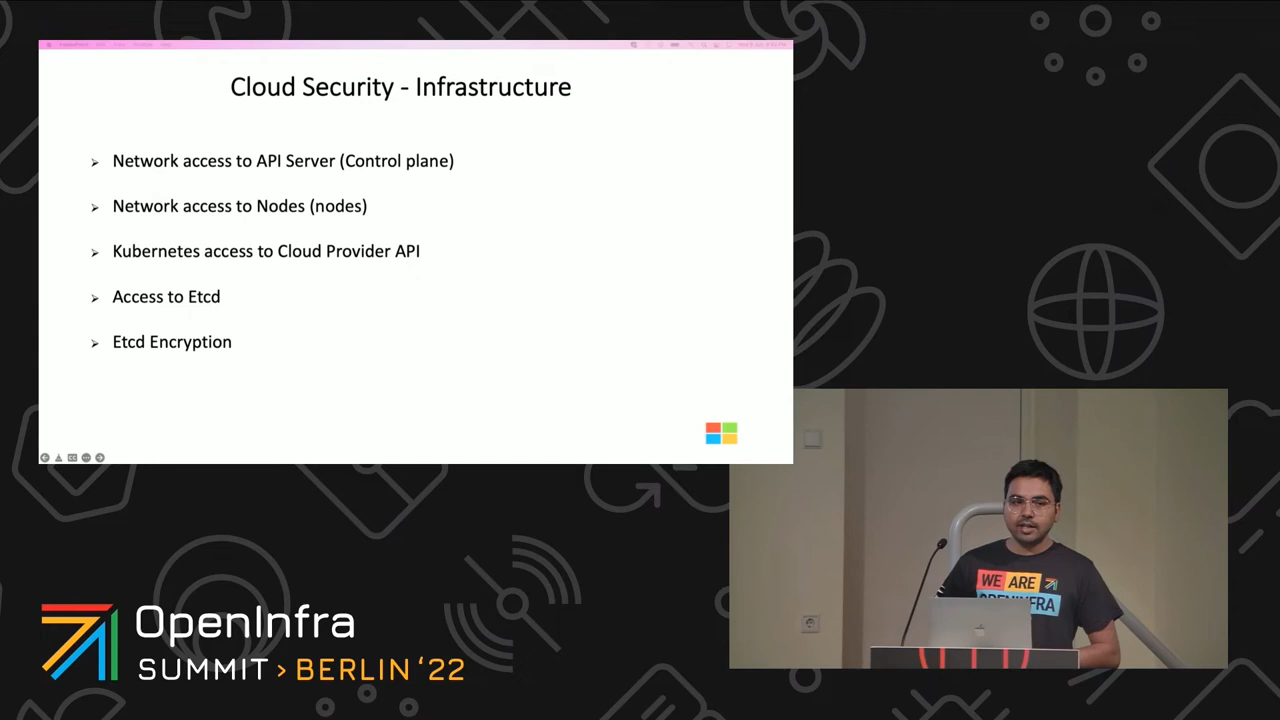 Cloud Security - Infrastructure
Network access to API Server (Control plane)
Network access to Nodes (nodes)
Kubernetes access to Cloud Provider API
Access to Etcd
Etcd Encryption
WE ARE
OPENINFRA
OpenInfra
SUMMIT > BERLIN ‘22